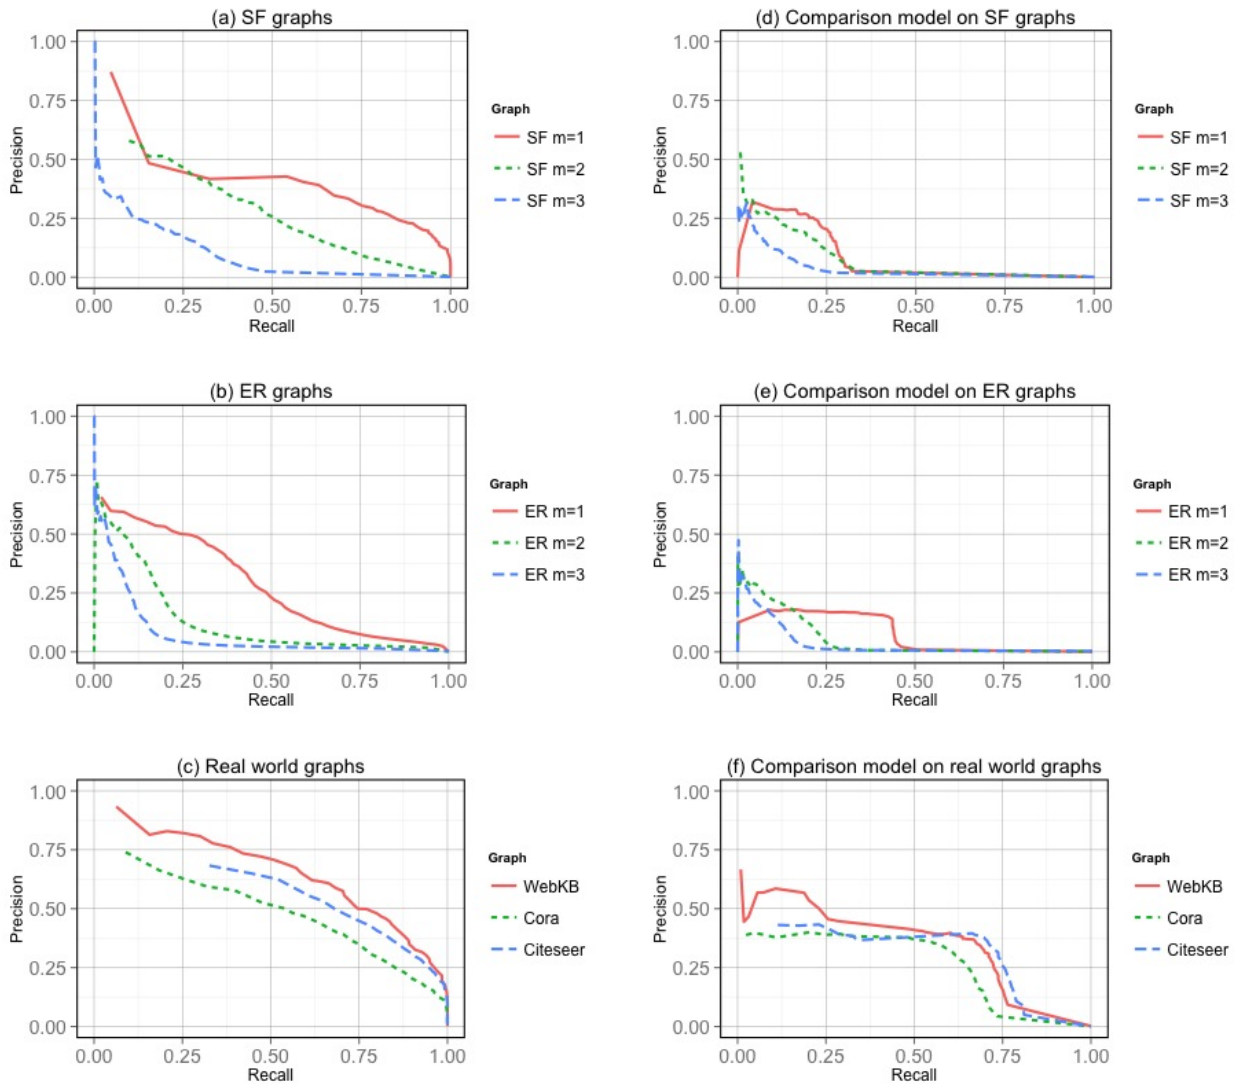 (a) SF graphs
1.00
0.75
0.50
0.25
0.00
Precision
0.00 0.25 0.50 0.75 1.00
Recall
Graph
SF m=1
SF m=2
SF m=3
(d) Comparison model on SF graphs
1.00
0.75
0.50
0.25
0.00
Precision
0.00 0.25 0.50 0.75 1.00
Recall
Graph
SF m=1
SF m=2
SF m=3
(b) ER graphs
1.00
0.75
0.50
0.25
0.00
Precision
0.00 0.25 0.50 0.75 1.00
Recall
Graph
ER m=1
ER m=2
ER m=3
(e) Comparison model on ER graphs
1.00
0.75
0.50
0.25
0.00
Precision
0.00 0.25 0.50 0.75 1.00
Recall
Graph
ER m=1
ER m=2
ER m=3
(c) Real world graphs
1.00
0.75
0.50
0.25
0.00
Precision
0.00 0.25 0.50 0.75 1.00
Recall
Graph
WebKB
Cora
Citeseer
(f) Comparison model on real world graphs
1.00
0.75
0.50
0.25
0.00
Precision
0.00 0.25 0.50 0.75 1.00
Recall
Graph
WebKB
Cora
Citeseer